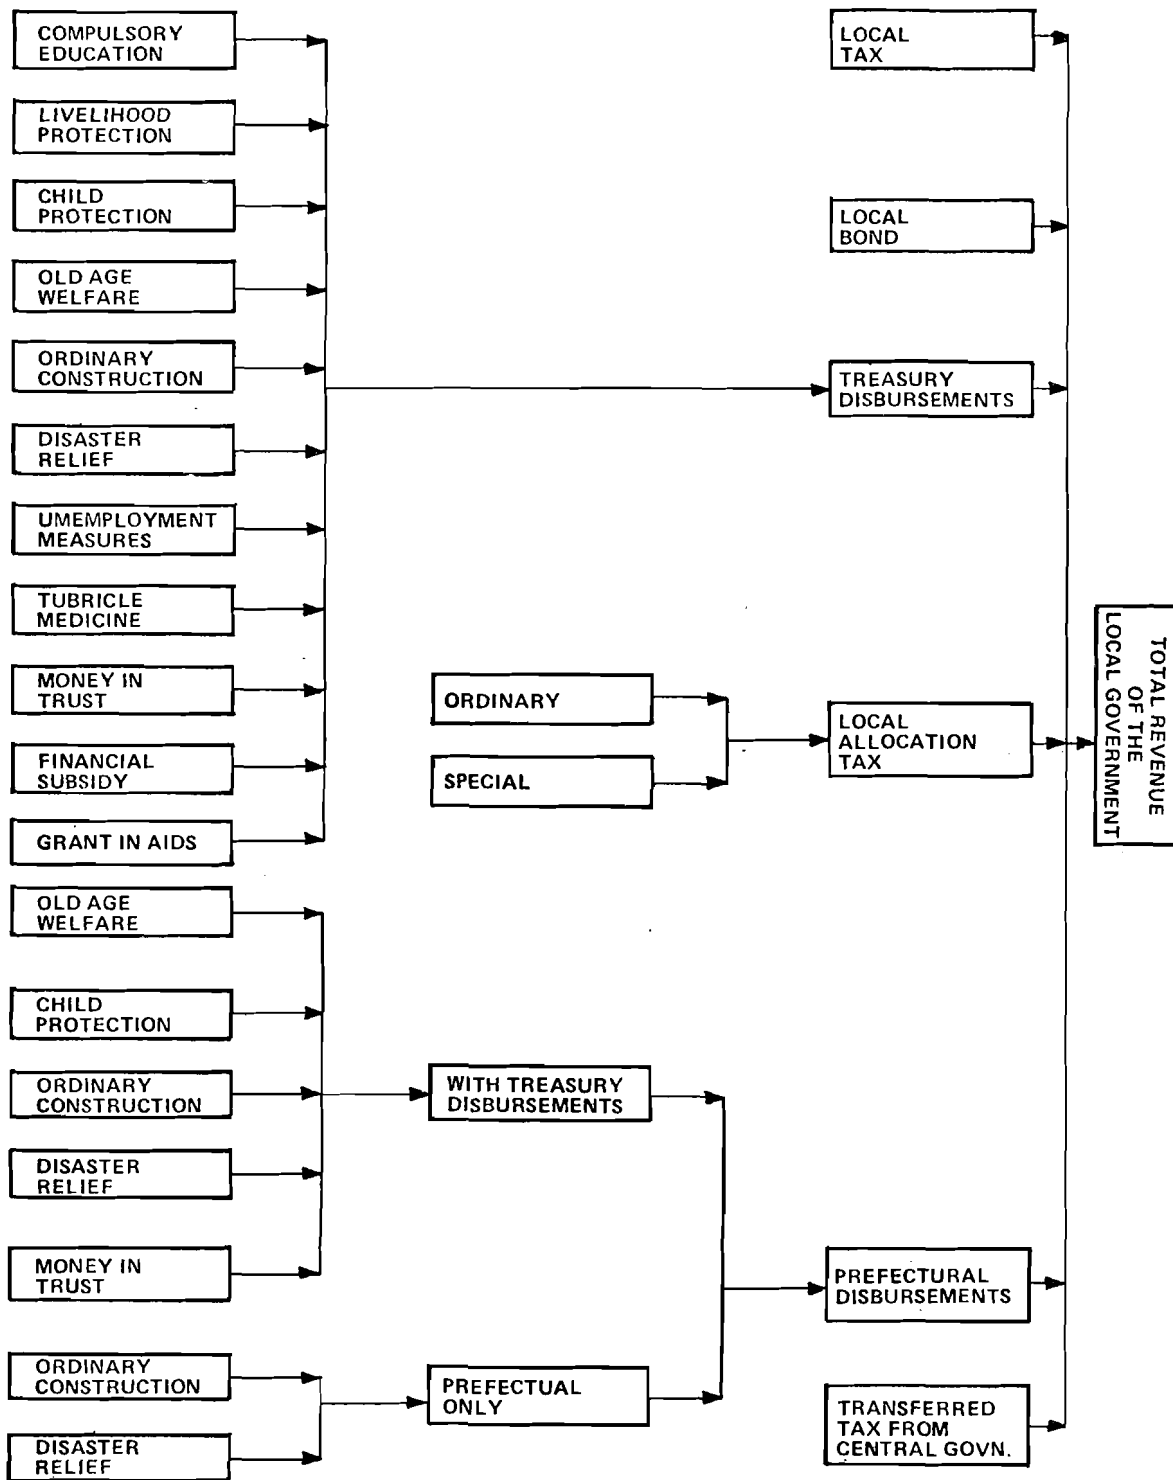 COMPULSORY
EDUCATION
LIVELIHOOD
PROTECTION
CHILD
PROTECTION
OLD AGE
WELFARE
ORDINARY
CONSTRUCTION
DISASTER
RELIEF
UMEMPLOYMENT
MEASURES
TUBRICLE
MEDICINE
MONEY IN
TRUST
FINANCIAL
SUBSIDY
GRANT IN AIDS
OLD AGE
WELFARE
CHILD
PROTECTION
ORDINARY
CONSTRUCTION
DISASTER
RELIEF
MONEY IN
TRUST
ORDINARY
CONSTRUCTION
DISASTER
RELIEF
ORDINARY
SPECIAL
WITH TREASURY
DISBURSEMENTS
PREFECTUAL
ONLY
LOCAL
TAX
LOCAL
BOND
TREASURY
DISBURSEMENTS
LOCAL
ALLOCATION
TAX
PREFECTURAL
DISBURSEMENTS
TRANSFERRED
TAX FROM
CENTRAL GOVN.
TOTAL REVENUE
OF THE
LOCAL GOVERNMENT